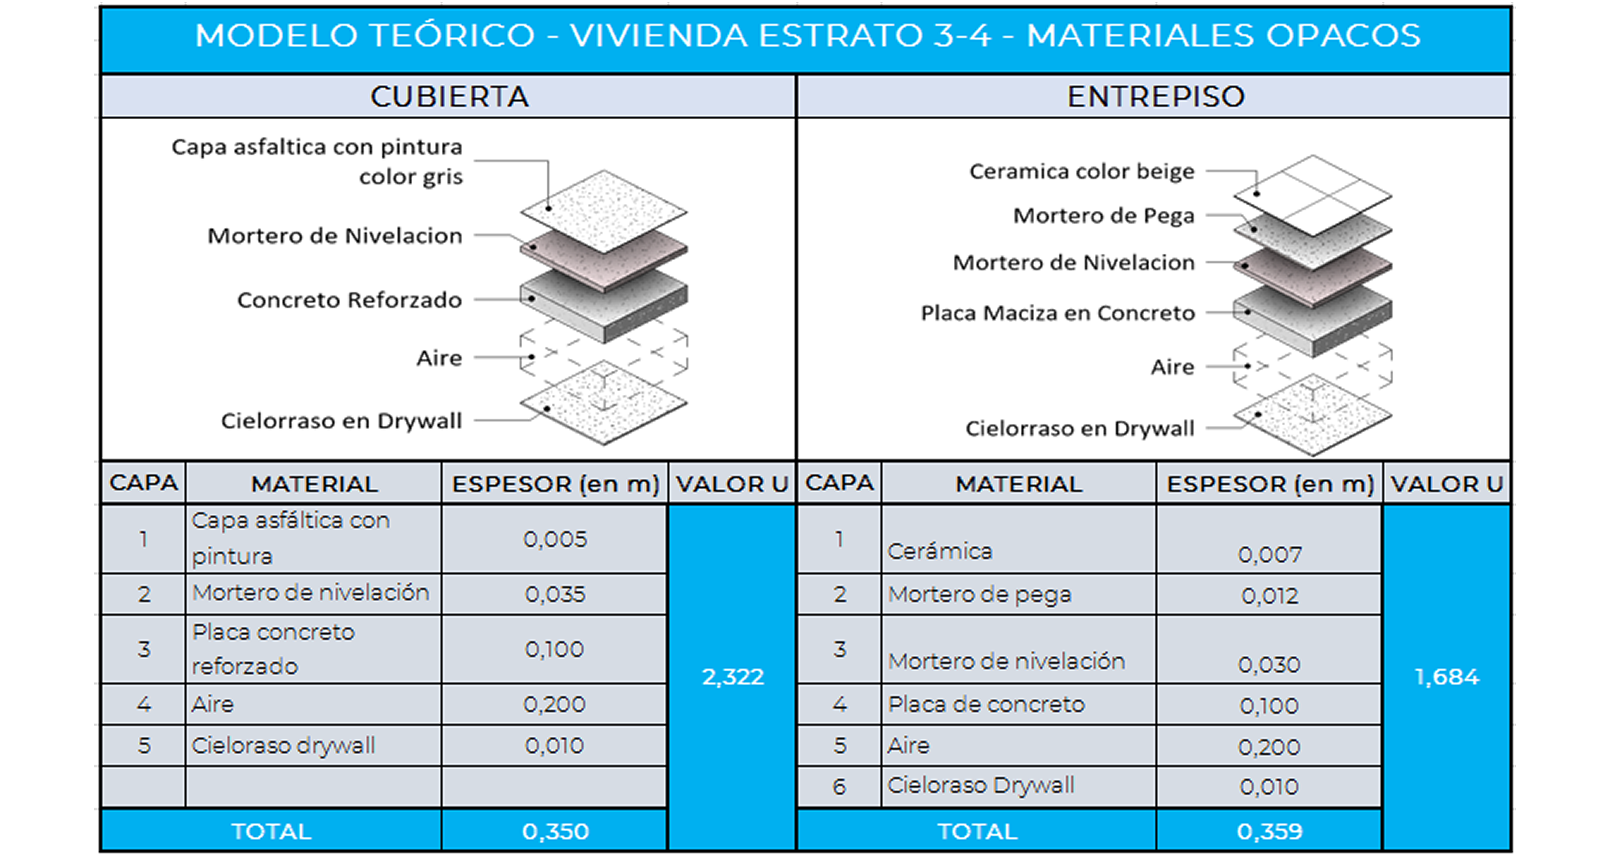 MODELO TEÓRICO - VIVIENDA ESTRATO 3-4 - MATERIALES OPACOS
CUBIERTA
ENTREPISO
Capa asfaltica con pintura
color gris
Mortero de Nivelacion
Concreto Reforzado
Aire
Cielorraso en Drywall
Ceramica color beige
Mortero de Pega
Mortero de Nivelacion
Placa Maciza en Concreto
Aire
Cielorraso en Drywall
CAPA MATERIAL ESPESOR (en m) VALOR U
1 Capa asfáltica con
pintura 0,005
2 Mortero de nivelación 0,035
3 Placa concreto
reforzado 0,100
4 Aire 0,200
5 Cieloraso drywall 0,010
2,322
TOTAL 0,350
CAPA MATERIAL ESPESOR (en m) VALOR U
1 Cerámica 0,007
2 Mortero de pega 0,012
3 Mortero de nivelación 0,030
4 Placa de concreto 0,100
5 Aire 0,200
6 Cieloraso Drywall 0,010
1,684
TOTAL 0,359